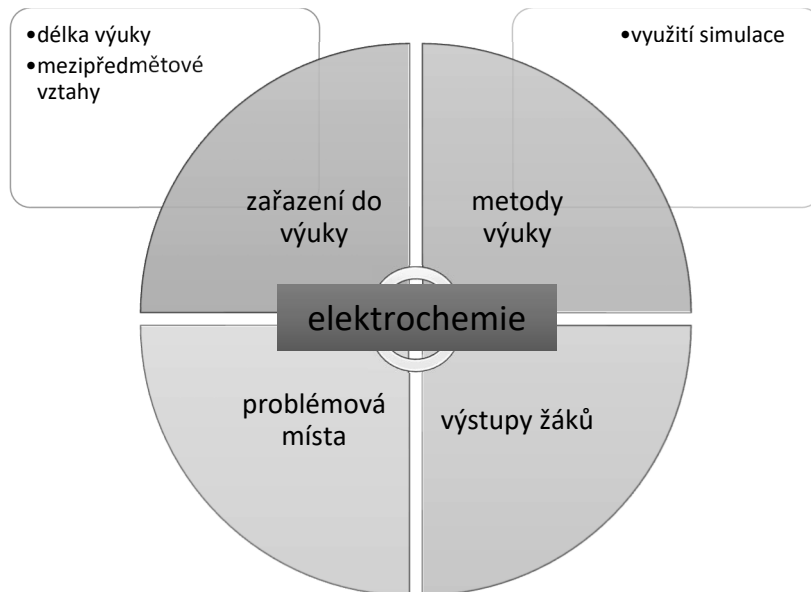 •délka výuky
•mezipředmětové
vztahy
•využití simulace
zařazení do
výuky
metody
výuky
elektrochemie
problémová
místa
výstupy žáků